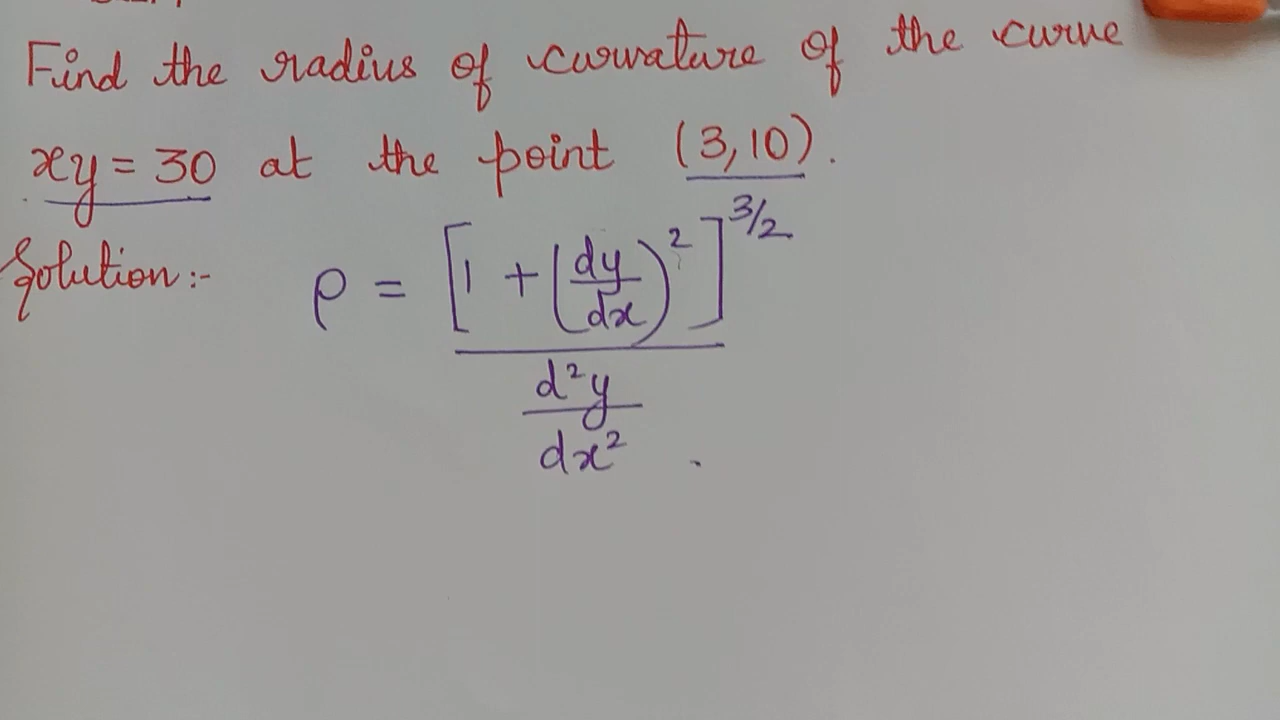 Find the radius of curvature of the curve
xy = 30 at the point (3,10).
Solution:- ρ = [1 + (dy/dx)²]^3/2
d²y
dx²